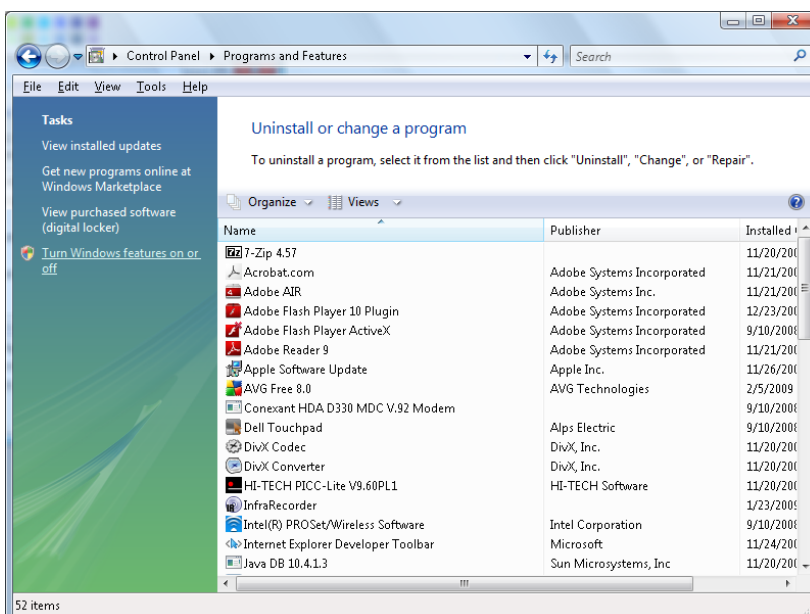 Control Panel Programs and Features Search
File Edit View Tools Help
Tasks
View installed updates
Get new programs online at
Windows Marketplace
View purchased software
(digital locker)
Turn Windows features on or
off
Uninstall or change a program
To uninstall a program, select it from the list and then click "Uninstall", "Change", or "Repair".
Organize Views
Name Publisher Installed
7-Zip 4.57 11/20/200
Acrobat.com Adobe Systems Incorporated 11/21/200
Adobe AIR Adobe Systems Inc. 11/21/200
Adobe Flash Player 10 Plugin Adobe Systems Incorporated 12/23/200
Adobe Flash Player ActiveX Adobe Systems Incorporated 9/10/2008
Adobe Reader 9 Adobe Systems Incorporated 11/21/200
Apple Software Update Apple Inc. 11/26/200
AVG Free 8.0 AVG Technologies 2/5/2009
Conexant HDA D330 MDC V.92 Modem 9/10/2008
Dell Touchpad Alps Electric 9/10/2008
DivX Codec DivX, Inc. 11/20/200
DivX Converter DivX, Inc. 11/20/200
HI-TECH PICC-Lite V9.60PL1 HI-TECH Software 11/20/200
InfraRecorder 1/23/2009
Intel(R) PROSet/Wireless Software Intel Corporation 9/10/2008
Internet Explorer Developer Toolbar Microsoft 11/24/200
Java DB 10.4.1.3 Sun Microsystems, Inc 11/20/200
52 items